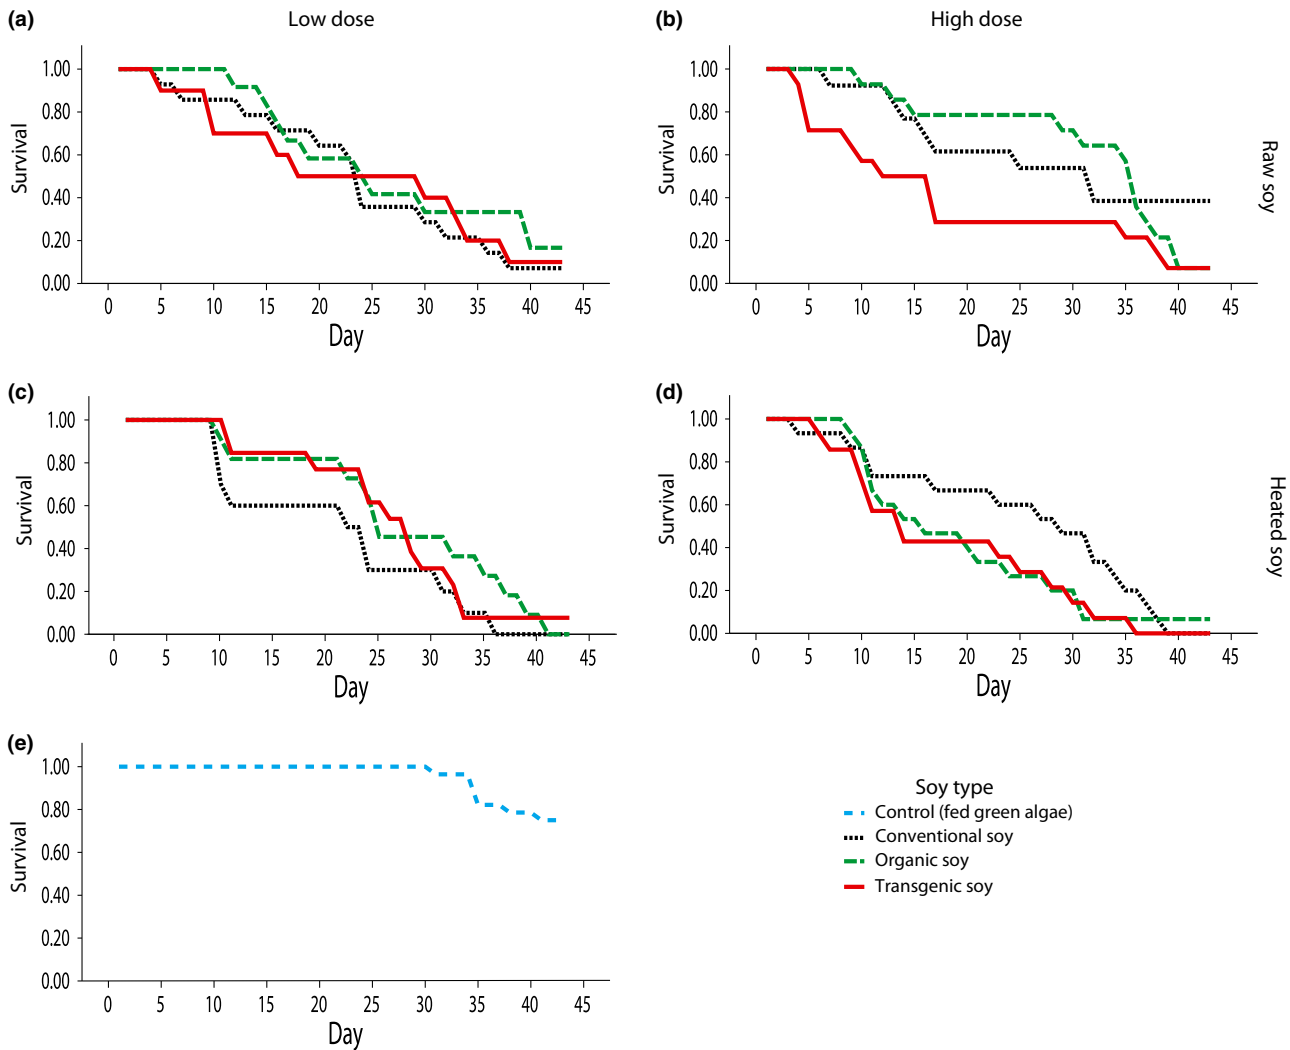 (a) Low dose (b) High dose
1.00
0.80
0.60
0.40
0.20
0.00
Survival
0 5 10 15 20 25 30 35 40 45
Day
1.00
0.80
0.60
0.40
0.20
0.00
Survival
0 5 10 15 20 25 30 35 40 45
Day
Raw soy
(c)
1.00
0.80
0.60
0.40
0.20
0.00
Survival
0 5 10 15 20 25 30 35 40 45
Day
(d)
1.00
0.80
0.60
0.40
0.20
0.00
Survival
0 5 10 15 20 25 30 35 40 45
Day
Heated soy
(e)
1.00
0.80
0.60
0.40
0.20
0.00
Survival
0 5 10 15 20 25 30 35 40 45
Day
Soy type
Control (fed green algae)
Conventional soy
Organic soy
Transgenic soy